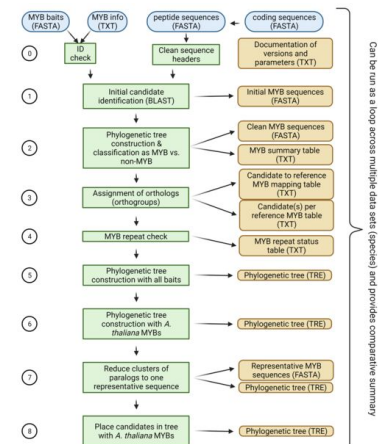 MYB baits
(FASTA)
MYB info
(TXT)
peptide sequences
(FASTA)
coding sequences
(FASTA)
0
ID
check
Clean sequence
headers
Documentation of
versions and
parameters (TXT)
1
Initial candidate
identification (BLAST)
Initial MYB sequences
(FASTA)
2
Phylogenetic tree
construction &
classification as MYB vs.
non-MYB
Clean MYB sequences
(FASTA)
MYB summary table
(TXT)
3
Assignment of orthologs
(orthogroups)
Candidate to reference
MYB mapping table
(TXT)
Candidate(s) per
reference MYB table
(TXT)
4
MYB repeat check
MYB repeat status
table (TXT)
5
Phylogenetic tree
construction with all baits
Phylogenetic tree (TRE)
6
Phylogenetic tree
construction with A.
thaliana MYBs
Phylogenetic tree (TRE)
7
Reduce clusters of
paralogs to one
representative sequence
Representative MYB
sequences (FASTA)
Phylogenetic tree (TRE)
8
Place candidates in tree
with A. thaliana MYBs
Phylogenetic tree (TRE)
Can be run as a loop across multiple data sets (species) and provides comparative summary